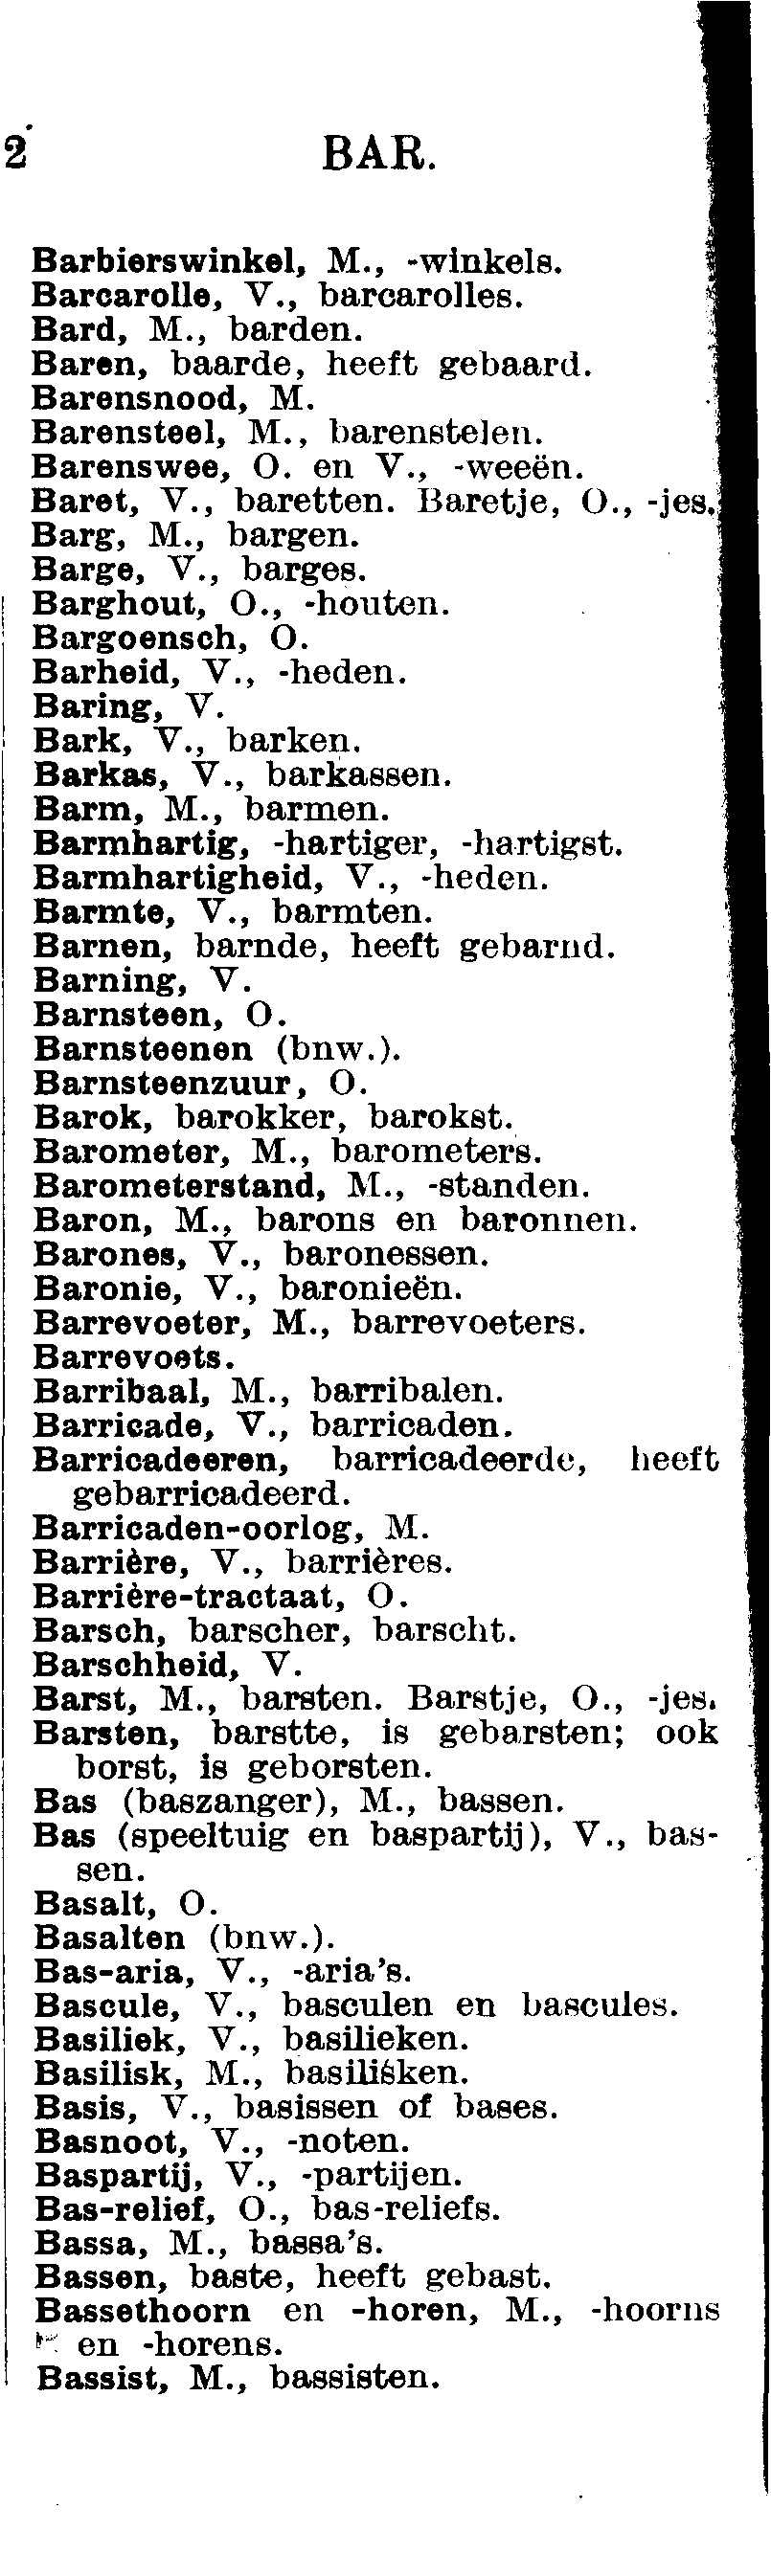 2 BAR.
Barbierswinkel, M., -winkels.
Barcarolle, V., barcarolles.
Bard, M., barden.
Baren, baarde, heeft gebaard.
Barensnood, M.
Barensteel, M., barenstelen.
Barenswee, O. en V., -weeën.
Baret, V., baretten. Baretje, O., -jes.
Barg, M., bargen.
Barge, V., barges.
Barghout, O., -houten.
Bargoensch, O.
Barheid, V., -heden.
Baring, V.
Bark, V., barken.
Barkas, V., barkassen.
Barm, M., barmen.
Barmhartig, -hartiger, -hartigst.
Barmhartigheid, V., -heden.
Barmte, V., barmten.
Barnen, barnde, heeft gebarnd.
Barning, V.
Barnsteen, O.
Barnsteenen (bnw.).
Barnsteenzuur, O.
Barok, barokker, barokst.
Barometer, M., barometers.
Barometerstand, M., -standen.
Baron, M., barons en baronnen.
Barones, V., baronessen.
Baronie, V., baronieën.
Barrevoeter, M., barrevoeters.
Barrevoets.
Barribaal, M., barribalen.
Barricade, V., barricaden.
Barricadeeren, barricadeerde, heeft
gebarricadeerd.
Barricaden-oorlog, M.
Barrière, V., barrières.
Barrière-tractaat, O.
Barsch, barscher, barscht.
Barschheid, V.
Barst, M., barsten. Barstje, O., -jes.
Barsten, barstte, is gebarsten; ook
borst, is geborsten.
Bas (baszanger), M., bassen.
Bas (speeltuig en baspartij), V., bas-
sen.
Basalt, O.
Basalten (bnw.).
Bas-aria, V., -aria's.
Bascule, V., basculen en bascules.
Basiliek, V., basilieken.
Basilisk, M., basilisken.
Basis, V., basissen of bases.
Basnoot, V., -noten.
Baspartij, V., -partijen.
Bas-relief, O., bas-reliefs.
Bassa, M., bassa's.
Bassen, baste, heeft gebast.
Bassethoorn en -horen, M., -hoorns
en -horens.
Bassist, M., bassisten.